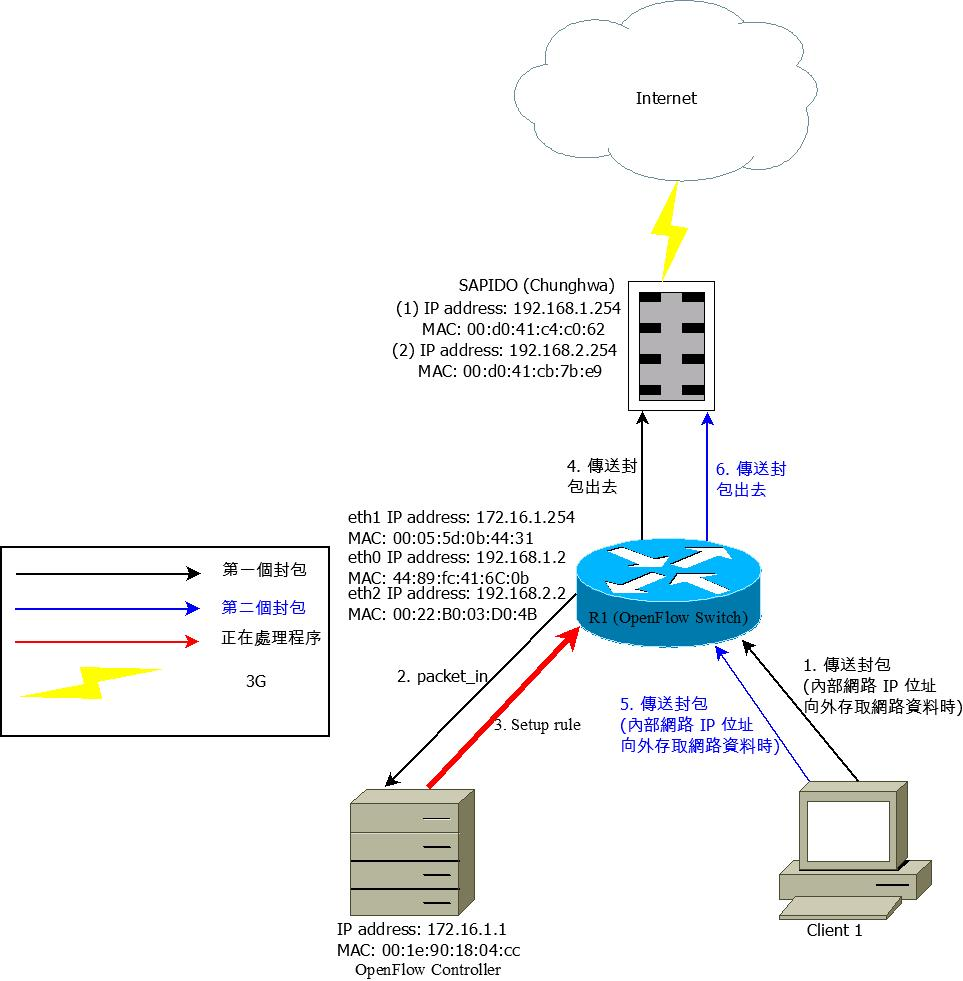 Internet
SAPIDO (Chunghwa)
(1) IP address: 192.168.1.254
MAC: 00:d0:41:c4:c0:62
(2) IP address: 192.168.2.254
MAC: 00:d0:41:cb:7b:e9
4. 傳送封
包出去
6. 傳送封
包出去
eth1 IP address: 172.16.1.254
MAC: 00:05:5d:0b:44:31
eth0 IP address: 192.168.1.2
MAC: 44:89:fc:41:6C:0b
eth2 IP address: 192.168.2.2
MAC: 00:22:B0:03:D0:4B
R1 (OpenFlow Switch)
第一個封包
第二個封包
正在處理程序
3G
2. packet_in
3. Setup rule
1. 傳送封包
(內部網路 IP 位址
向外存取網路資料時)
5. 傳送封包
(內部網路 IP 位址
向外存取網路資料時)
IP address: 172.16.1.1
MAC: 00:1e:90:18:04:cc
OpenFlow Controller
Client 1